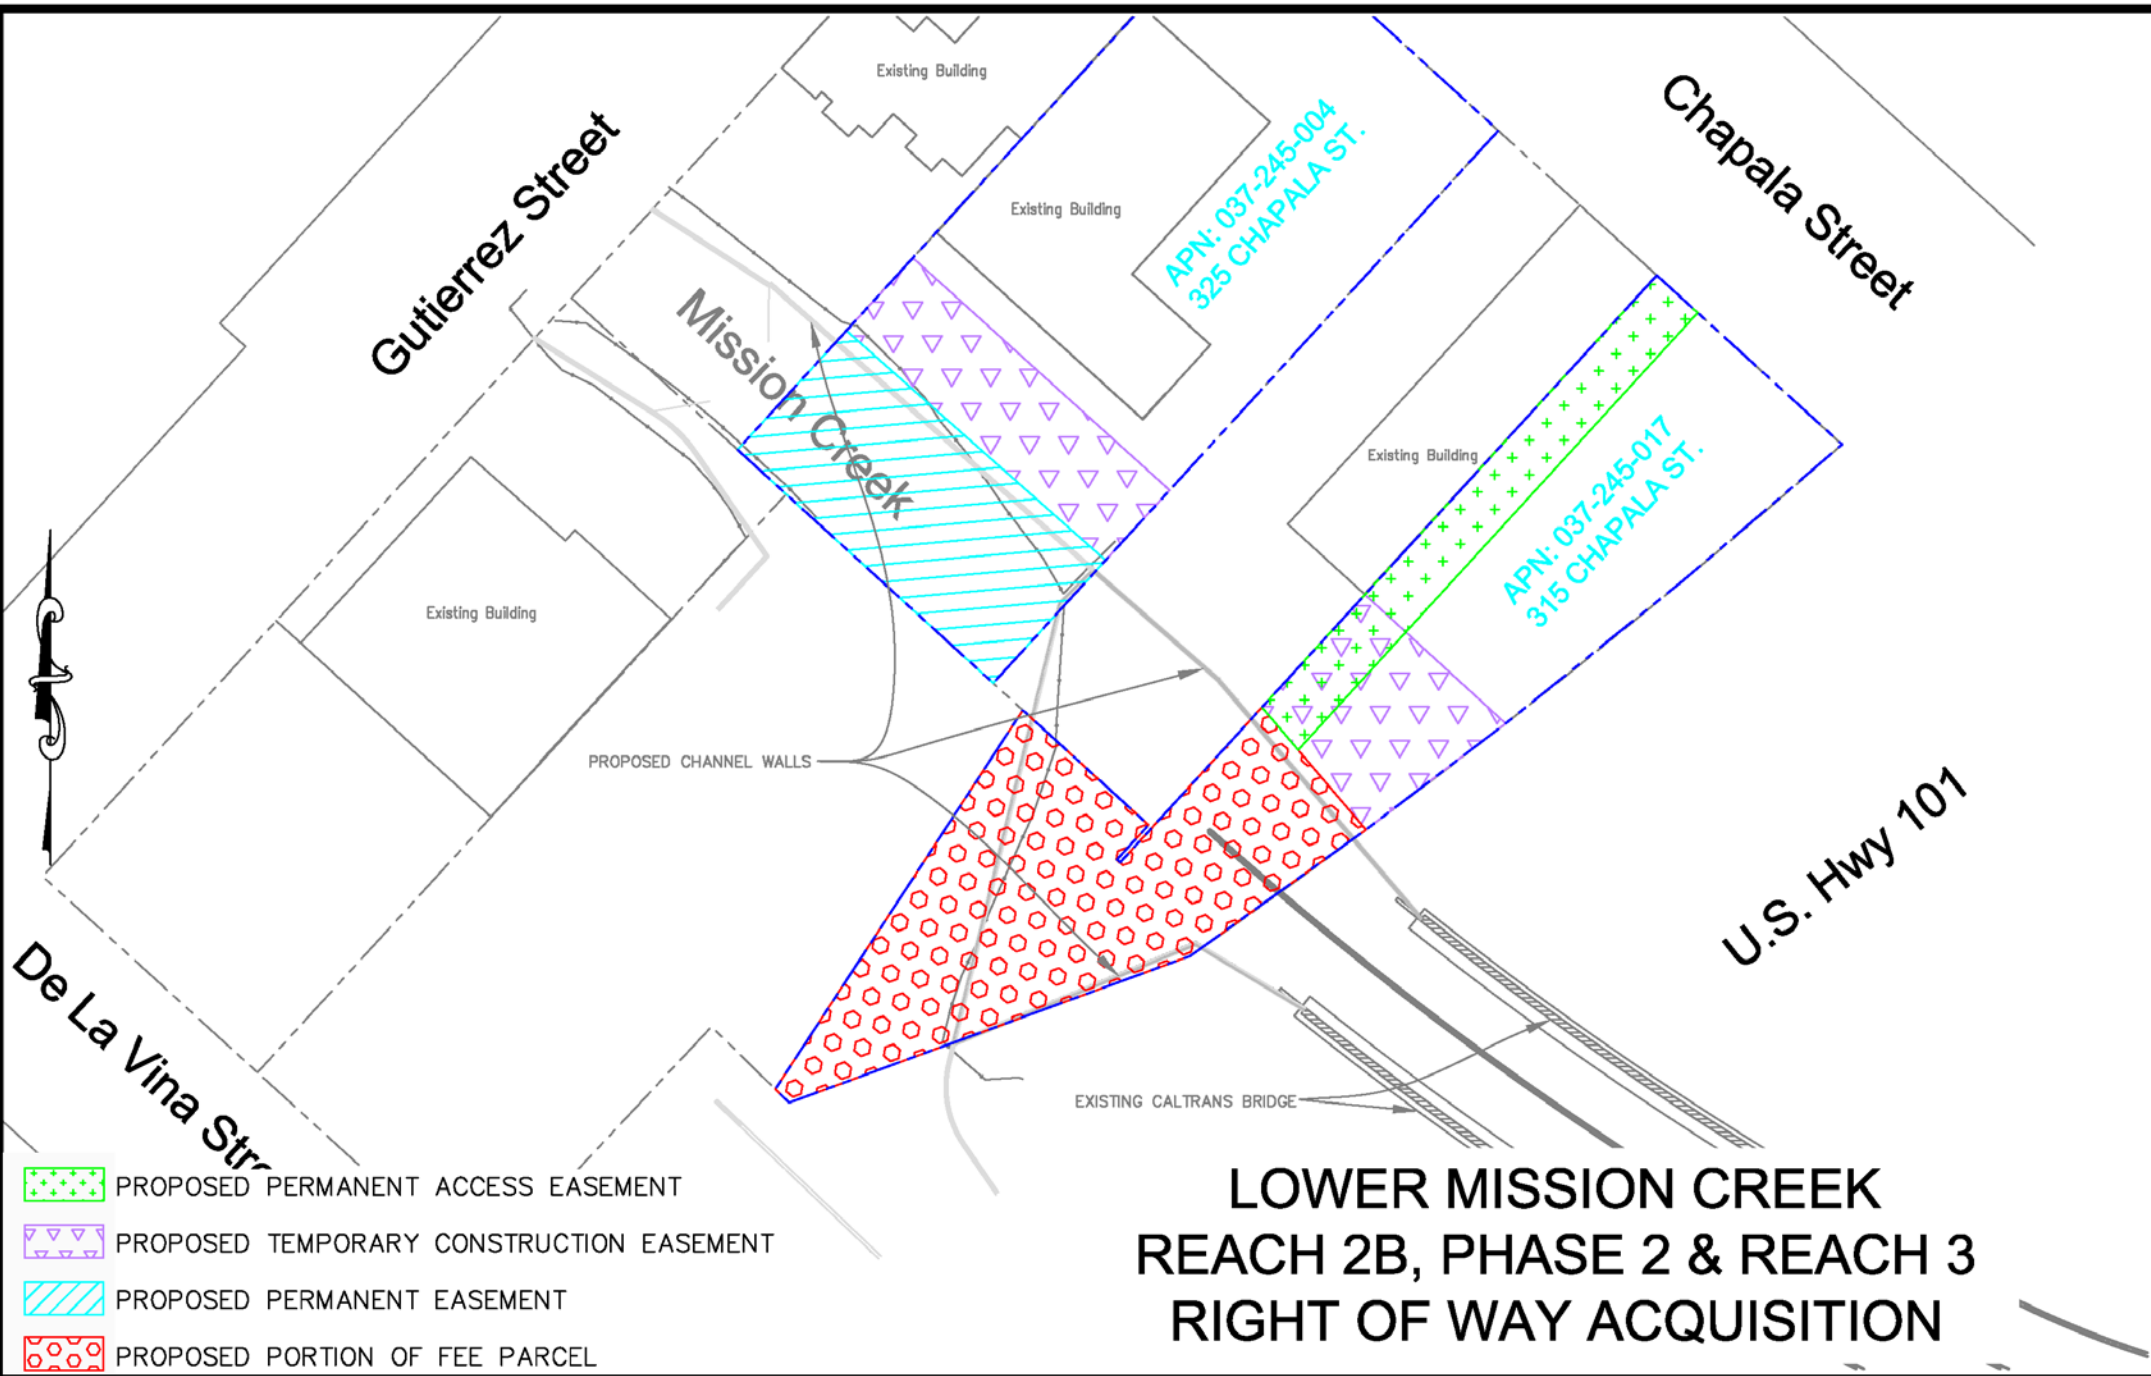 Existing Building
Chapala Street
Gutierrez Street
Existing Building
APN: 037-245-004
325 CHAPALA ST.
Mission Creek
Existing Building
APN: 037-245-017
315 CHAPALA ST.
Existing Building
PROPOSED CHANNEL WALLS
U.S. Hwy 101
De La Vina Stre
EXISTING CALTRANS BRIDGE
PROPOSED PERMANENT ACCESS EASEMENT
PROPOSED TEMPORARY CONSTRUCTION EASEMENT
PROPOSED PERMANENT EASEMENT
PROPOSED PORTION OF FEE PARCEL
LOWER MISSION CREEK
REACH 2B, PHASE 2 & REACH 3
RIGHT OF WAY ACQUISITION